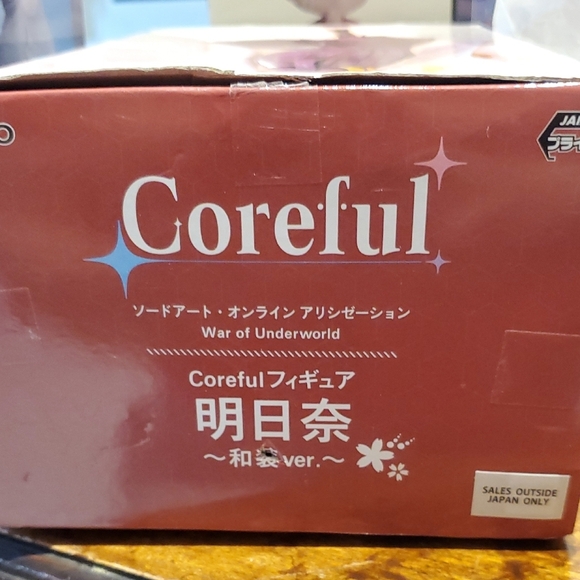 Coreful
ソードアート・オンライン アリシゼーション
War of Underworld
Corefulフィギュア
明日奈
〜和装ver.〜
SALES OUTSIDE
JAPAN ONLY